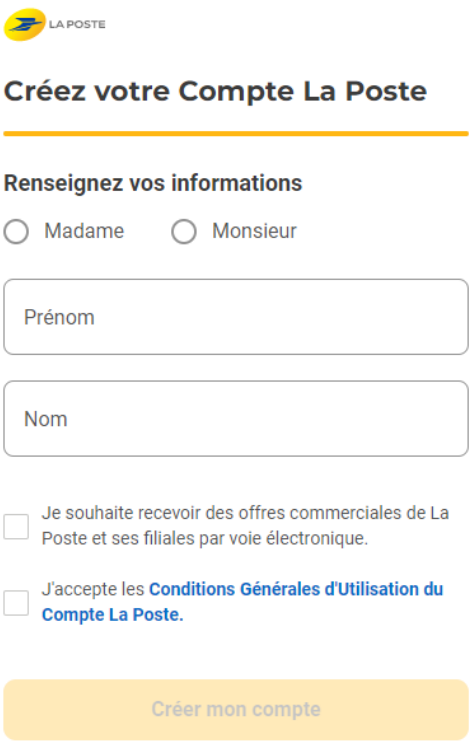 LA POSTE
Créez votre Compte La Poste
Renseignez vos informations
Madame Monsieur
Prénom
Nom
Je souhaite recevoir des offres commerciales de La
Poste et ses filiales par voie électronique.
J'accepte les Conditions Générales d'Utilisation du
Compte La Poste.
Créer mon compte